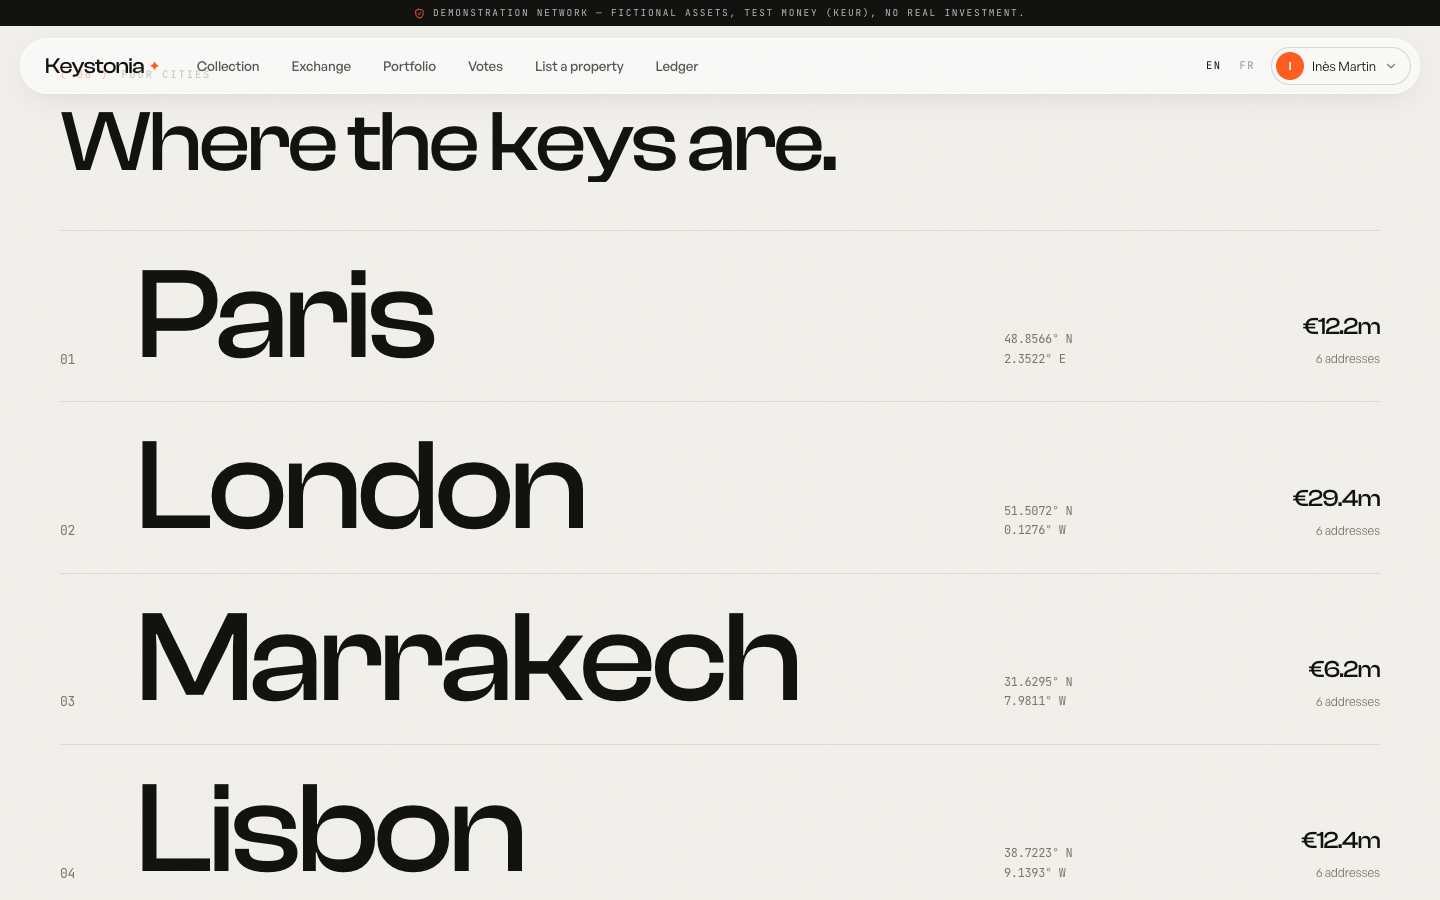 DEMONSTRATION NETWORK — FICTIONAL ASSETS, TEST MONEY (KEUR), NO REAL INVESTMENT.
Keystonia Collection Exchange Portfolio Votes List a property Ledger EN FR I Inès Martin
FOUR CITIES
Where the keys are.
01 Paris 48.8566° N 2.3522° E €12.2m 6 addresses
02 London 51.5072° N 0.1276° W €29.4m 6 addresses
03 Marrakech 31.6295° N 7.9811° W €6.2m 6 addresses
04 Lisbon 38.7223° N 9.1393° W €12.4m 6 addresses